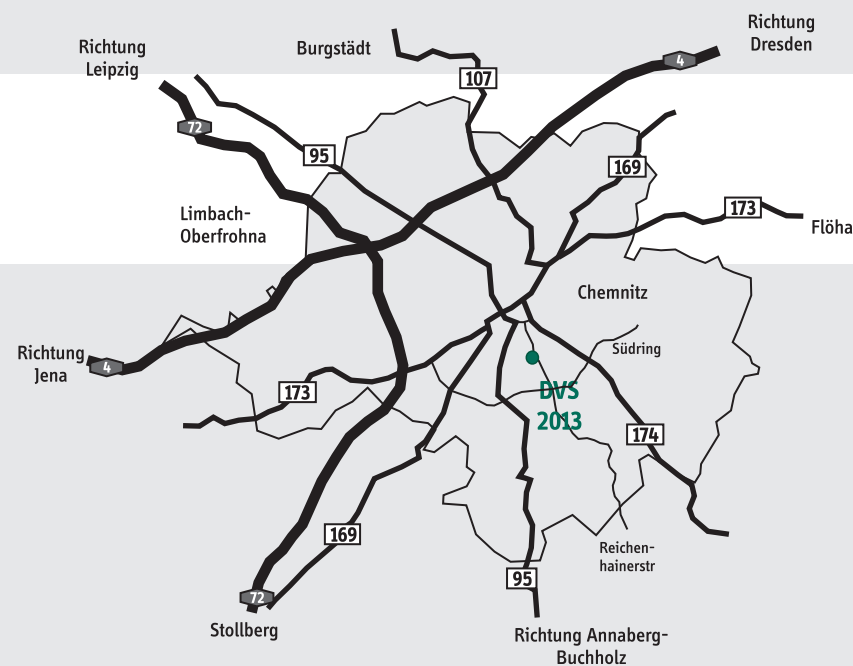 Richtung
Dresden
Richtung
Leipzig
Burgstädt
4
107
72
95
169
Limbach-
Oberfrohna
173
Flöha
Chemnitz
Südring
Richtung
Jena
4
DVS
2013
173
174
169
Reichen-
hainerstr
95
72
Stollberg
Richtung Annaberg-
Buchholz